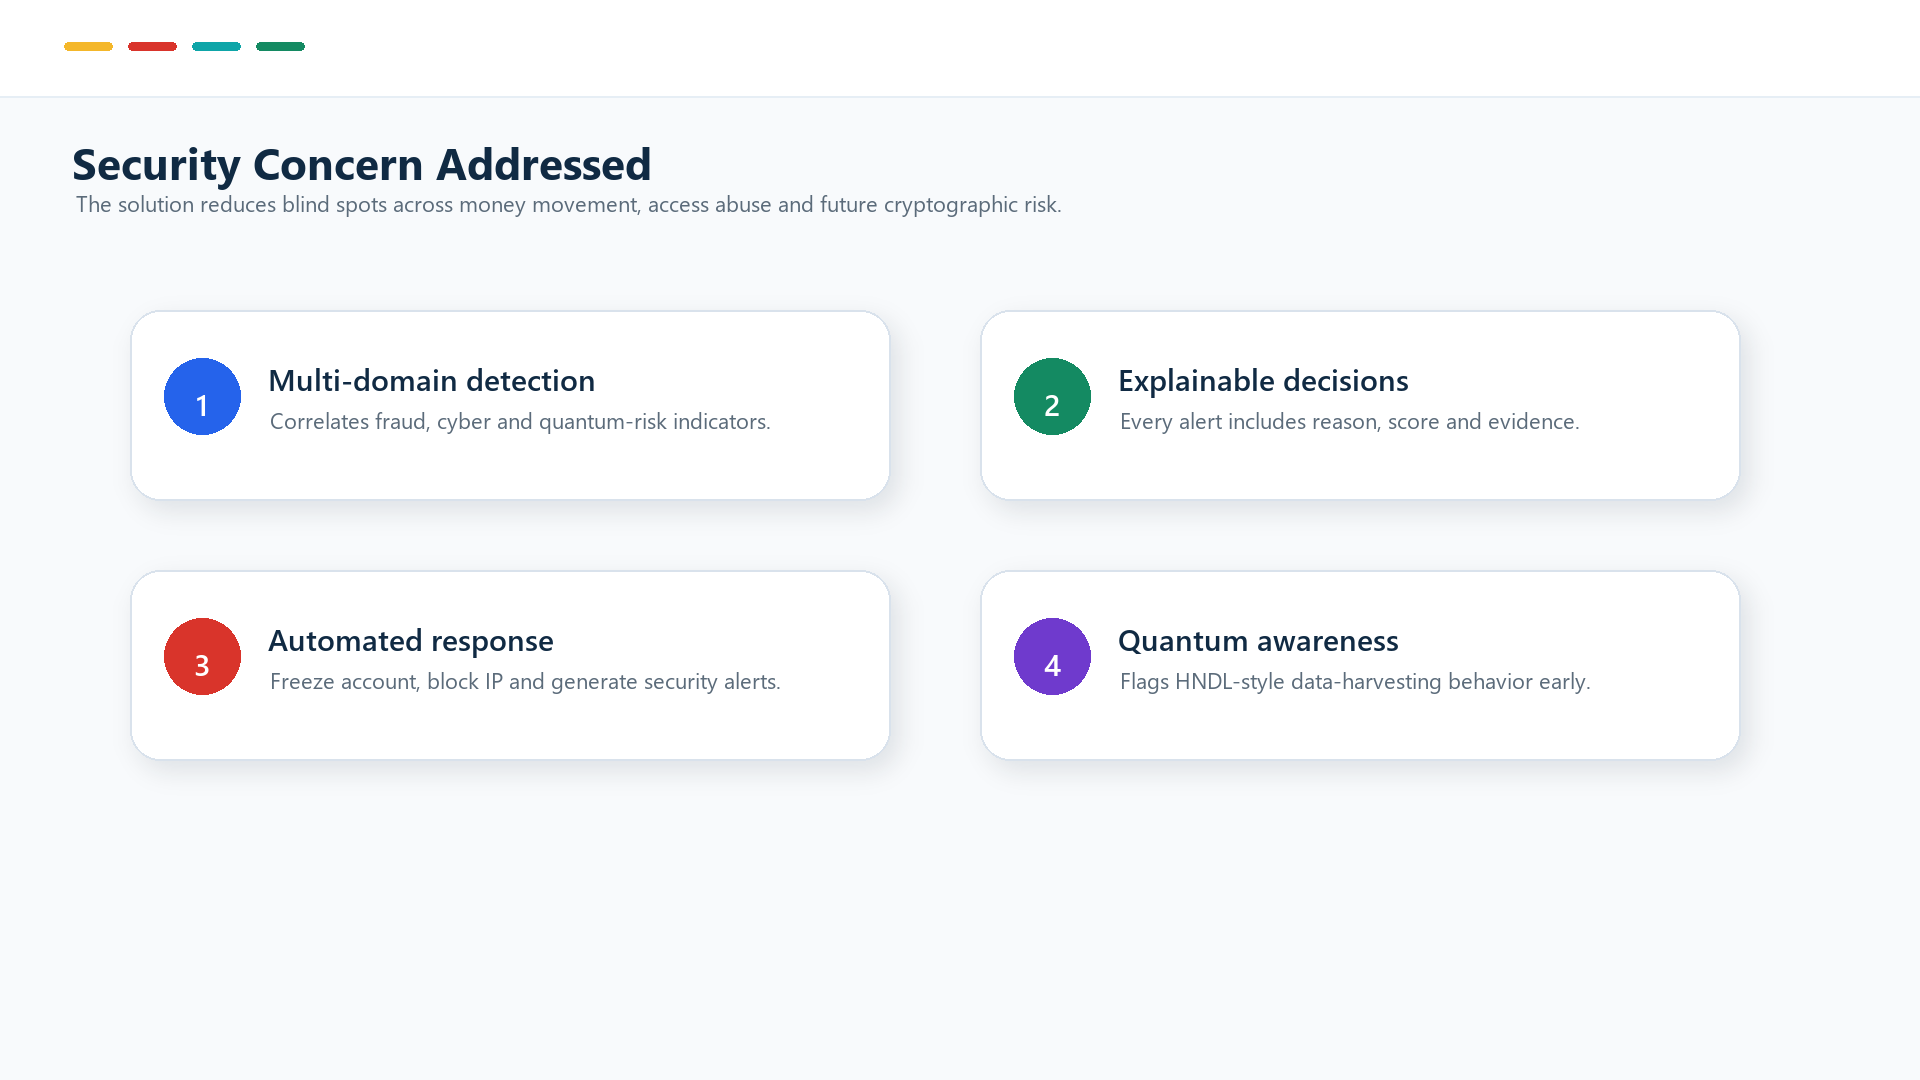 Security Concern Addressed
The solution reduces blind spots across money movement, access abuse and future cryptographic risk.
1
Multi-domain detection
Correlates fraud, cyber and quantum-risk indicators.
2
Explainable decisions
Every alert includes reason, score and evidence.
3
Automated response
Freeze account, block IP and generate security alerts.
4
Quantum awareness
Flags HNDL-style data-harvesting behavior early.